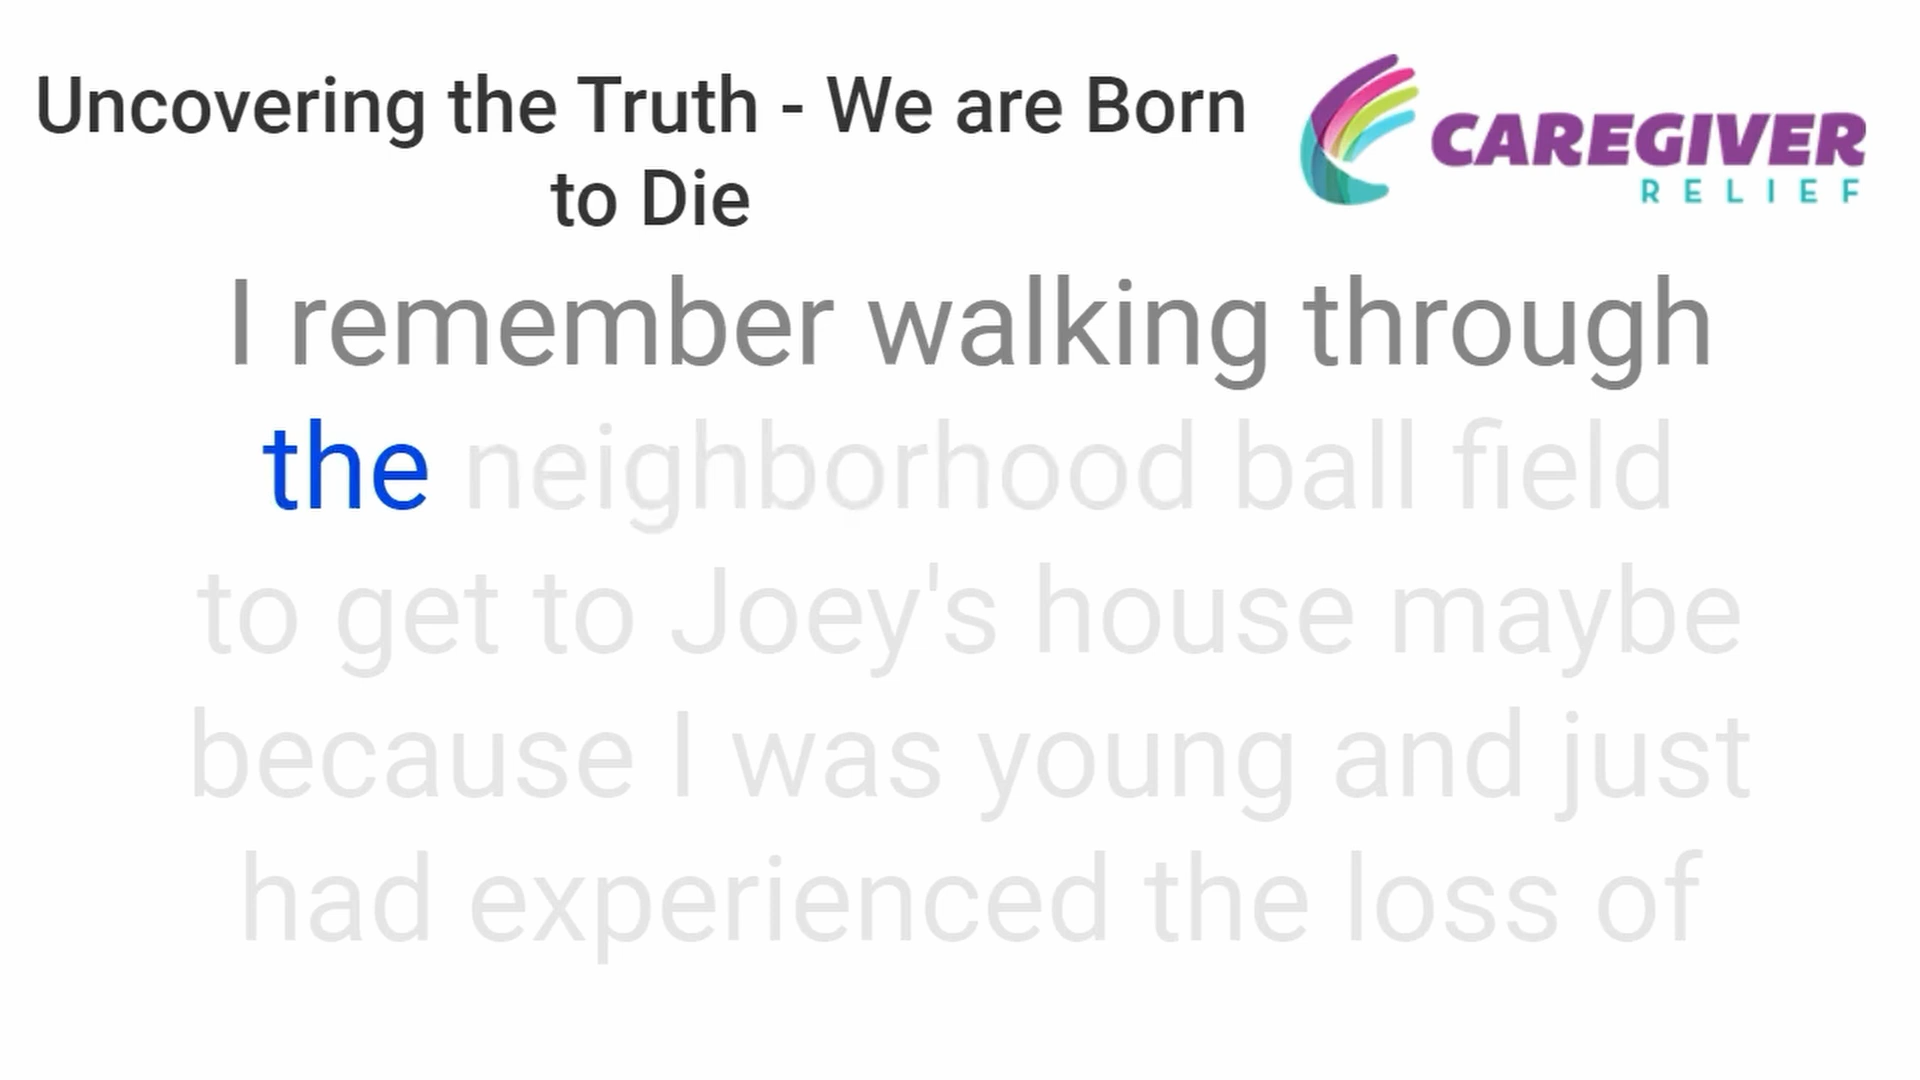 Uncovering the Truth - We are Born
to Die
CAREGIVER
RELIEF
I remember walking through
the neighborhood ball field
to get to Joey's house maybe
because I was young and just
had experienced the loss of